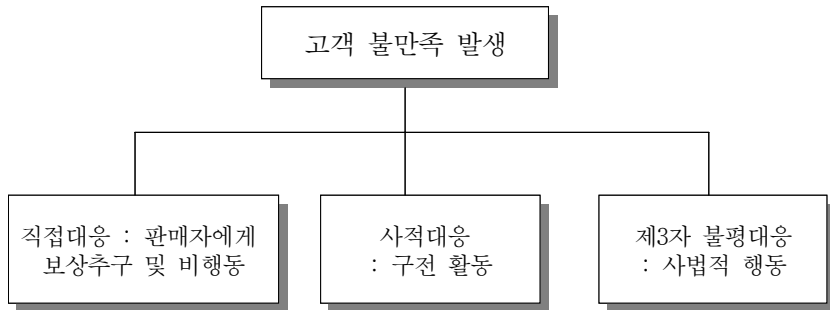 고객 불만족 발생
직접대응 : 판매자에게
보상추구 및 비행동
사적대응
: 구전 활동
제3자 불평대응
: 사법적 행동